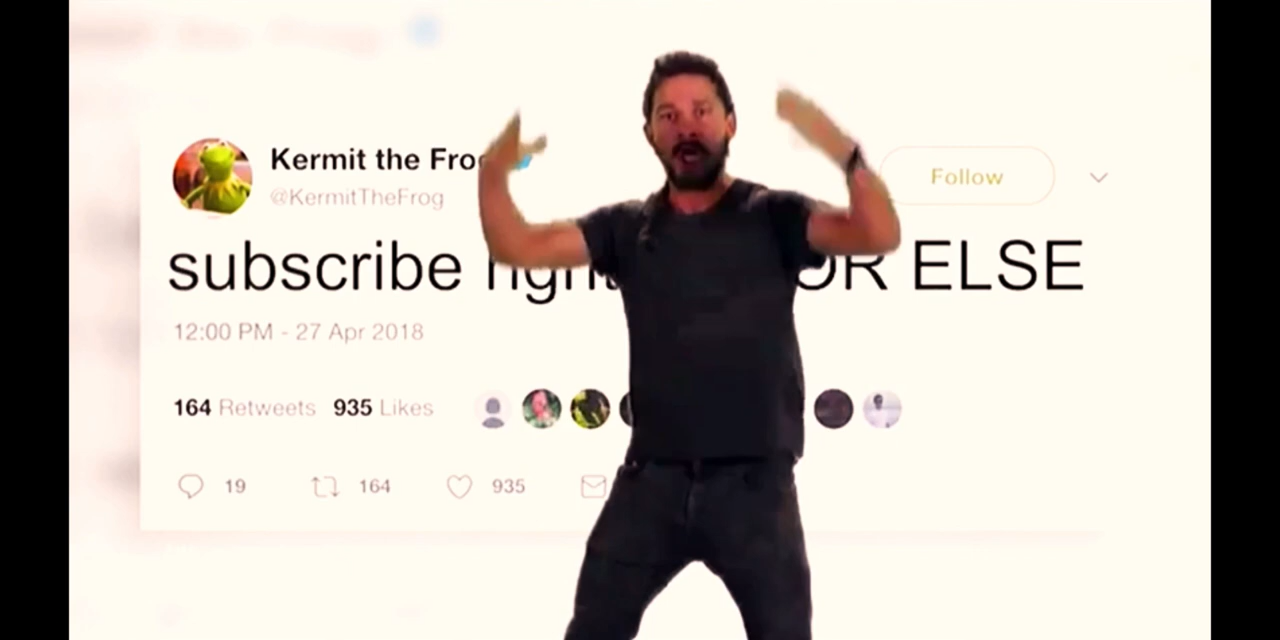 Kermit the Fro
@KermitTheFrog
Follow
subscribe right OR ELSE
12:00 PM - 27 Apr 2018
164 Retweets 935 Likes
19 164 935